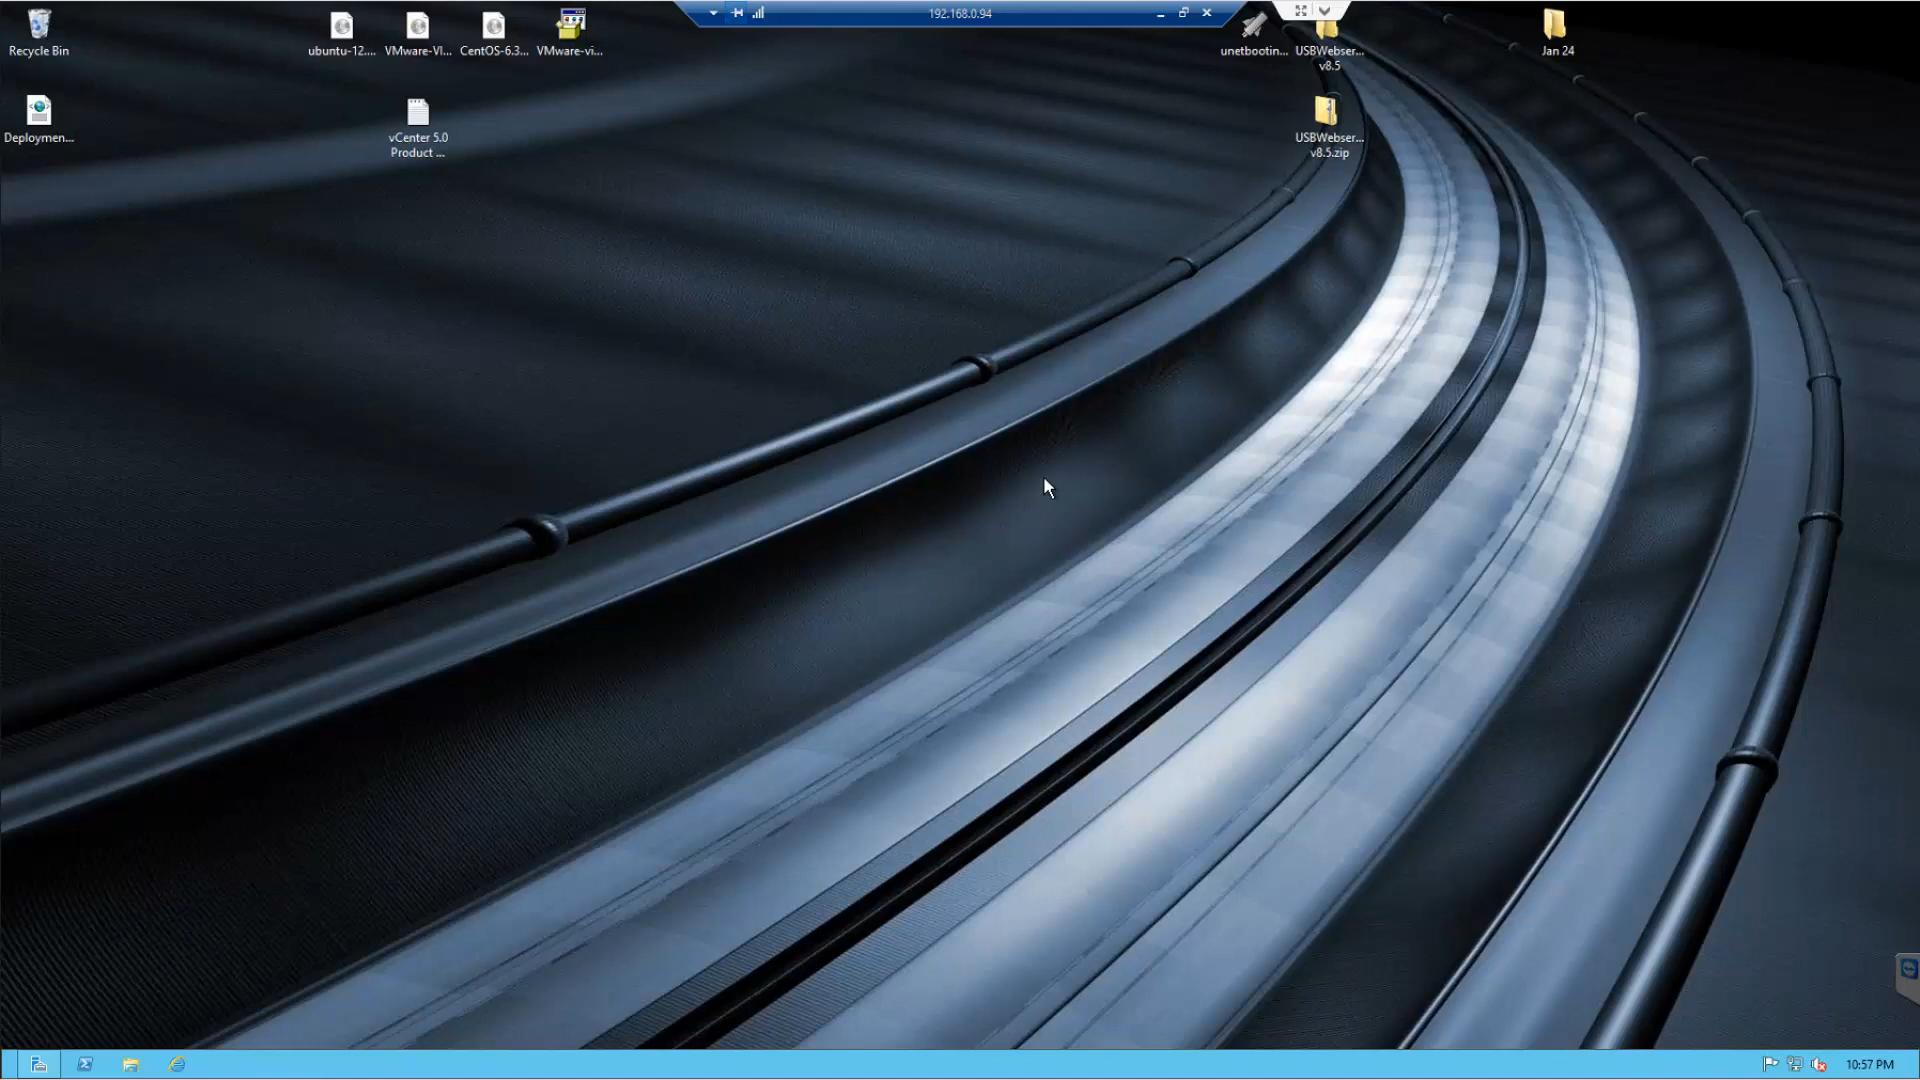 192.168.0.94
Recycle Bin
ubuntu-12....
VMware-VI...
CentOS-6.3...
VMware-vi...
unetbootin...
USBWebser...
v8.5
Jan 24
Deploymen...
vCenter 5.0
Product ...
USBWebser...
v8.5.zip
10:57 PM